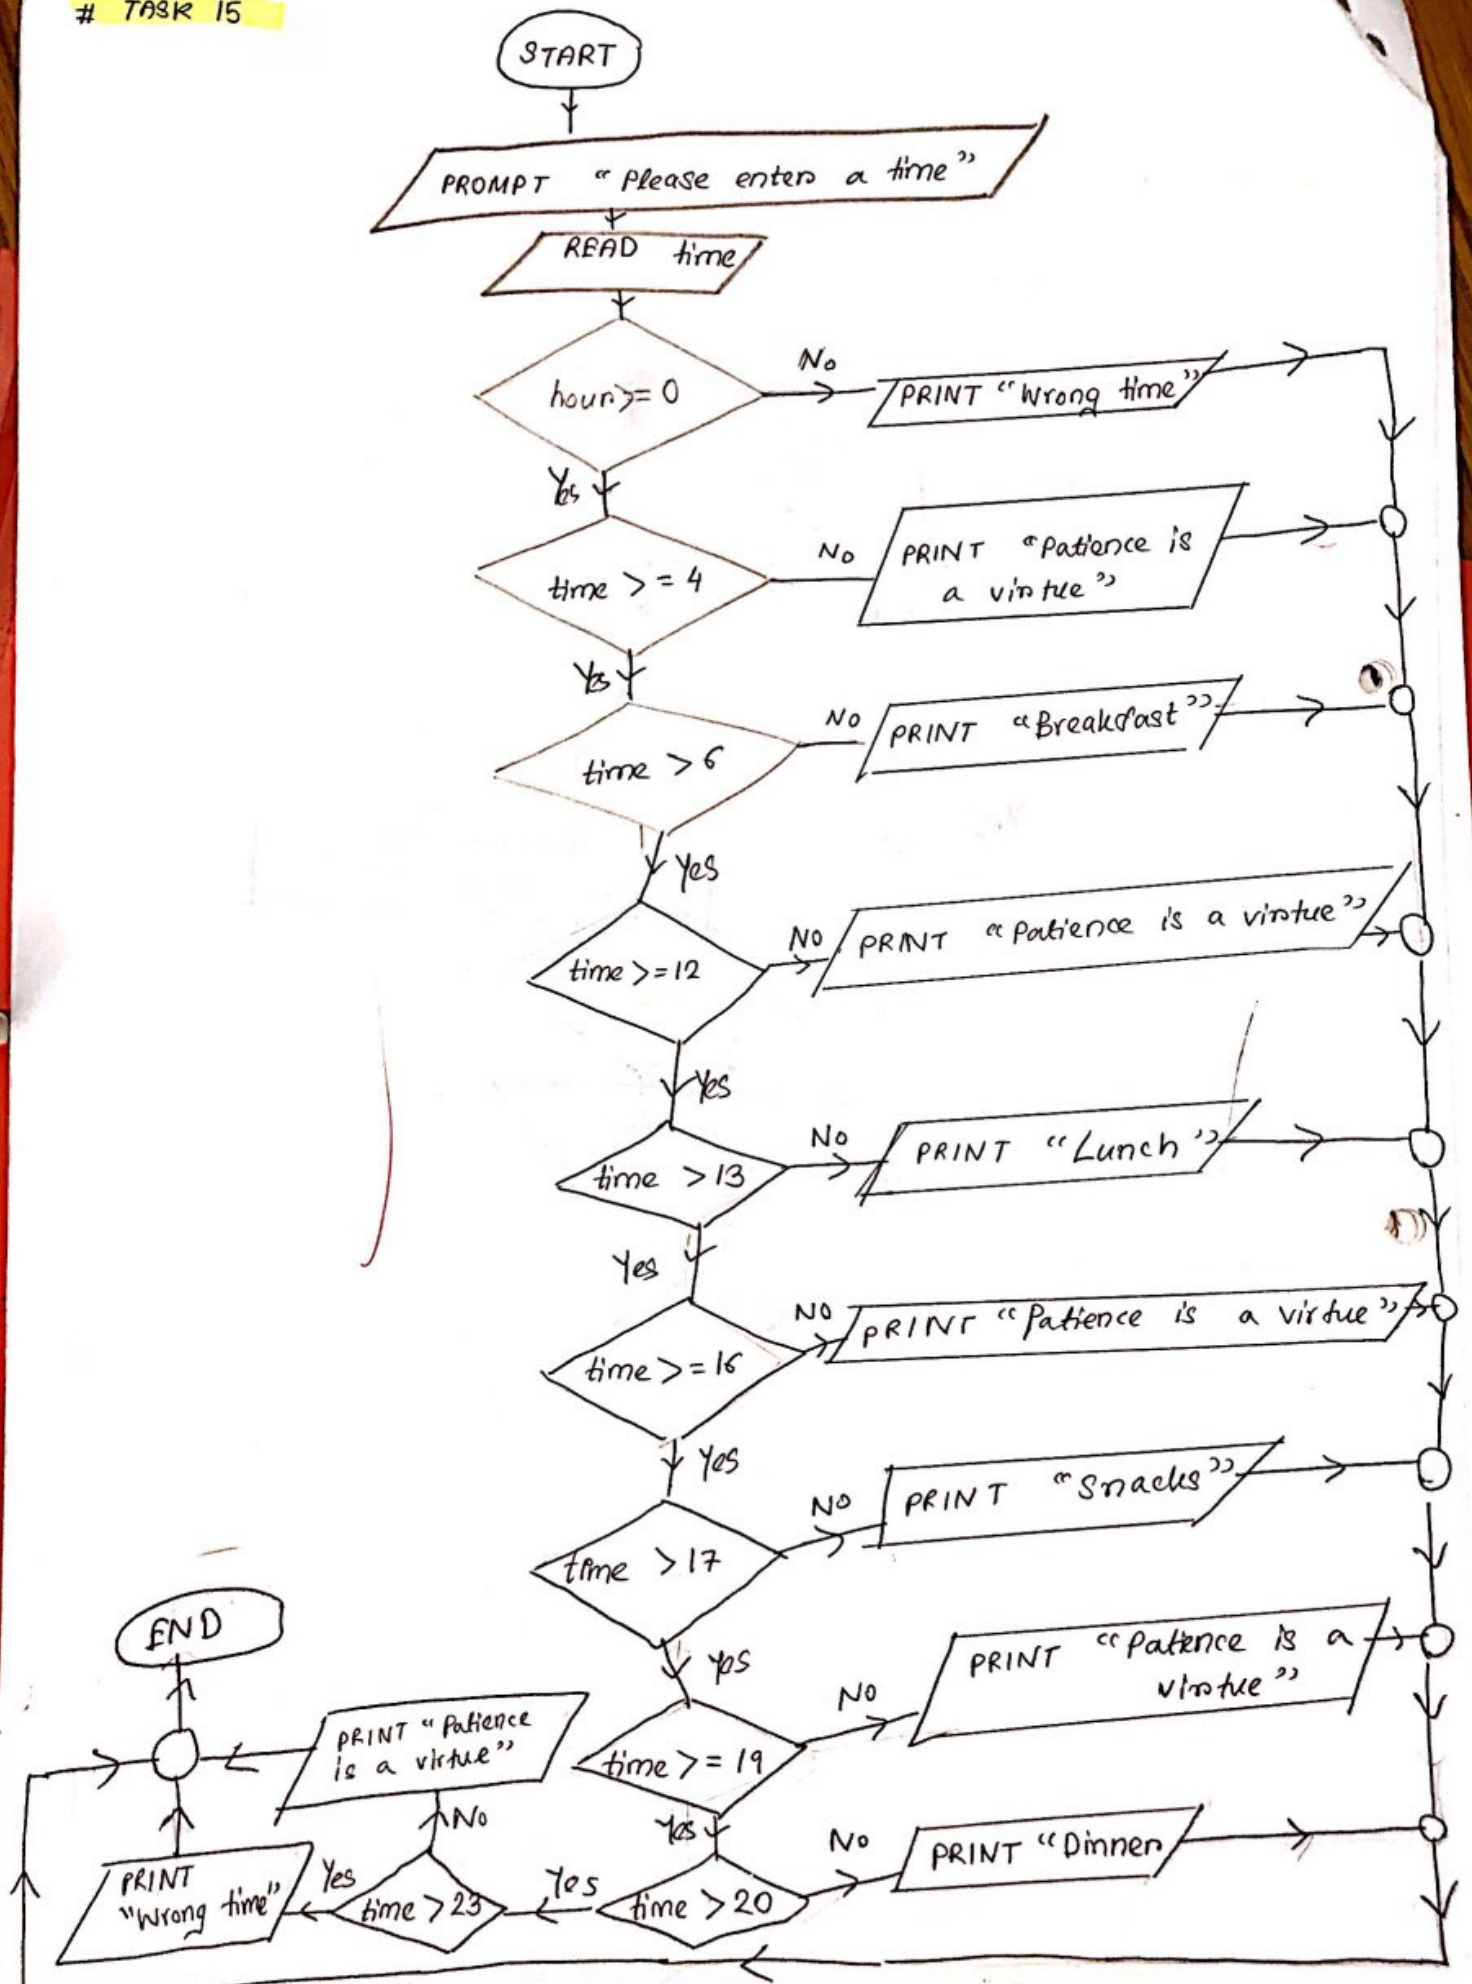 # TASK 15
START
PROMPT "Please enter a time"
READ time
hour>=0
No
PRINT "Wrong time"
Yes
time >=4
No
PRINT "Patience is
a virtue"
Yes
time >6
No
PRINT "Breakfast"
Yes
time >=12
No
PRINT "Patience is a virtue"
Yes
time >13
No
PRINT "Lunch"
Yes
time >=16
No
PRINT "Patience is a virtue"
Yes
time >17
No
PRINT "Snacks"
Yes
time >=19
No
PRINT "Patience is a
virtue"
Yes
time >20
No
PRINT "Dinner
Yes
time >23
No
PRINT "Patience
is a virtue"
Yes
PRINT
"Wrong time"
END